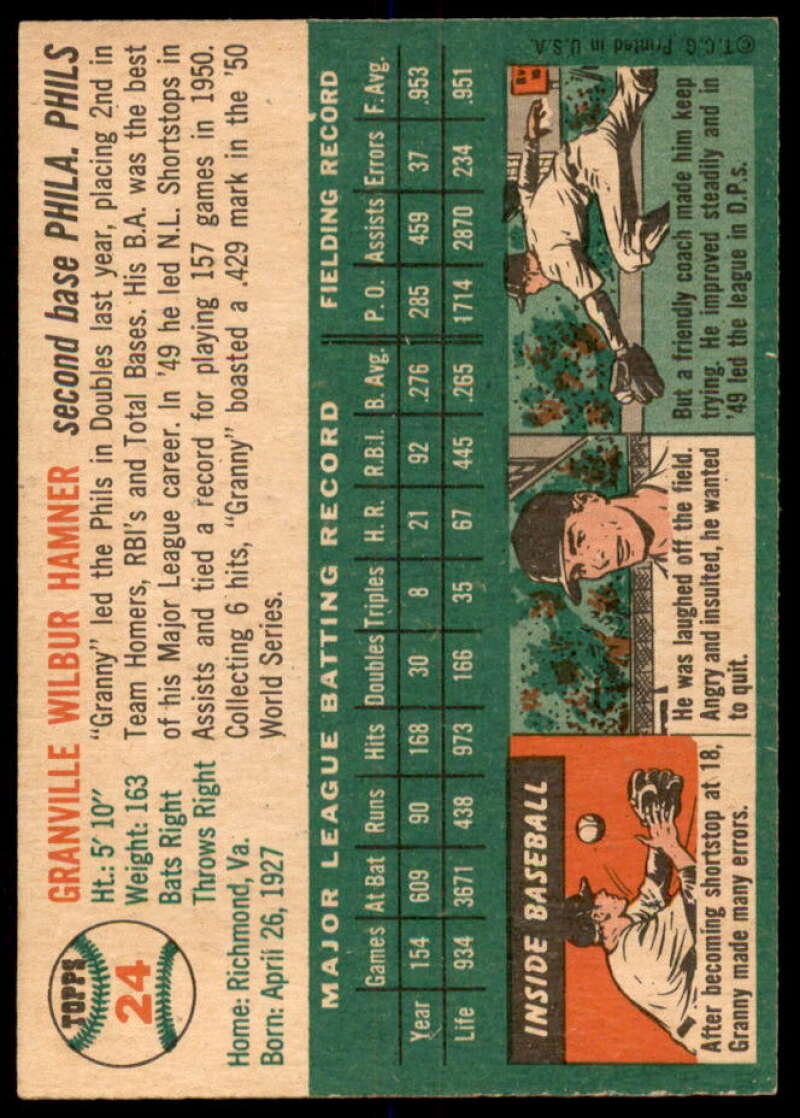 TOPPS
24
GRANVILLE WILBUR HAMNER second base PHILA. PHILS
Ht.: 5' 10"
Weight: 163
Bats Right
Throws Right
Home: Richmond, Va.
Born: April 26, 1927
"Granny" led the Phils in Doubles last year, placing 2nd in
Team Homers, RBI's and Total Bases. His B.A. was the best
of his Major League career. In '49 he led N.L. Shortstops in
Assists and tied a record for playing 157 games in 1950.
Collecting 6 hits, "Granny" boasted a .429 mark in the '50
World Series.
MAJOR LEAGUE BATTING RECORD FIELDING RECORD
Games At Bat Runs Hits Doubles Triples H. R. R.B.I. B. Avg. P. O. Assists Errors F. Avg.
Year 154 609 90 168 30 8 21 92 .276 285 459 37 .953
Life 934 3671 438 973 166 35 67 445 .265 1714 2870 234 .951
INSIDE BASEBALL
After becoming shortstop at 18,
Granny made many errors.
He was laughed off the field.
Angry and insulted, he wanted
to quit.
But a friendly coach made him keep
trying. He improved steadily and in
'49 led the league in D.P.s.
©T.C.G. Printed in U.S.A.